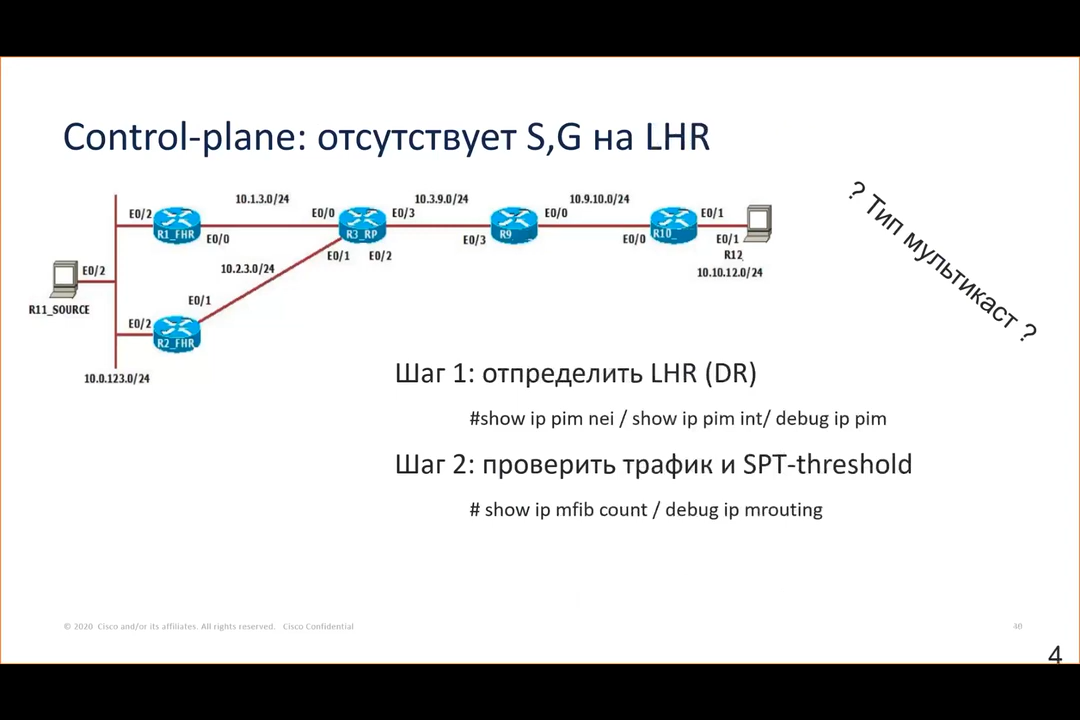 Control-plane: отсутствует S,G на LHR
? Тип мультикаст ?
10.1.3.0/24
10.3.9.0/24
10.9.10.0/24
E0/2
E0/0
E0/3
E0/0
E0/1
R1_FHR
R3_RP
R9
R10
E0/0
E0/3
E0/0
E0/1
R12
E0/1
E0/2
E0/2
10.2.3.0/24
10.10.12.0/24
R11_SOURCE
E0/1
E0/2
R2_FHR
10.0.123.0/24
Шаг 1: отпределить LHR (DR)
#show ip pim nei / show ip pim int/ debug ip pim
Шаг 2: проверить трафик и SPT-threshold
# show ip mfib count / debug ip mrouting
© 2020 Cisco and/or its affiliates. All rights reserved. Cisco Confidential
40
4